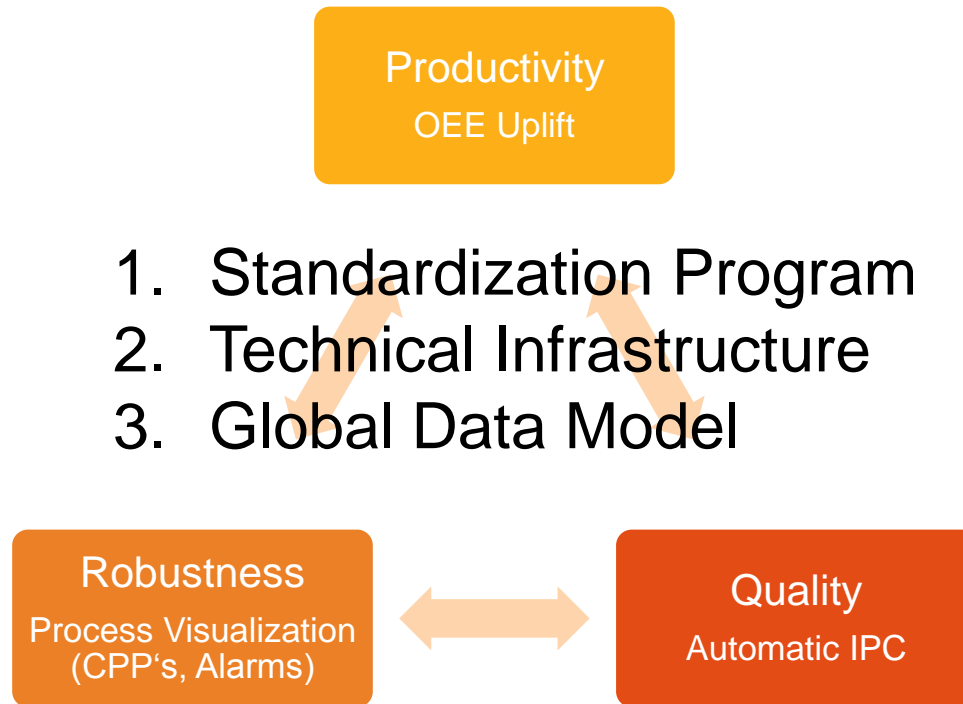 Productivity
OEE Uplift
1. Standardization Program
2. Technical Infrastructure
3. Global Data Model
Robustness
Process Visualization
(CPP‘s, Alarms)
Quality
Automatic IPC